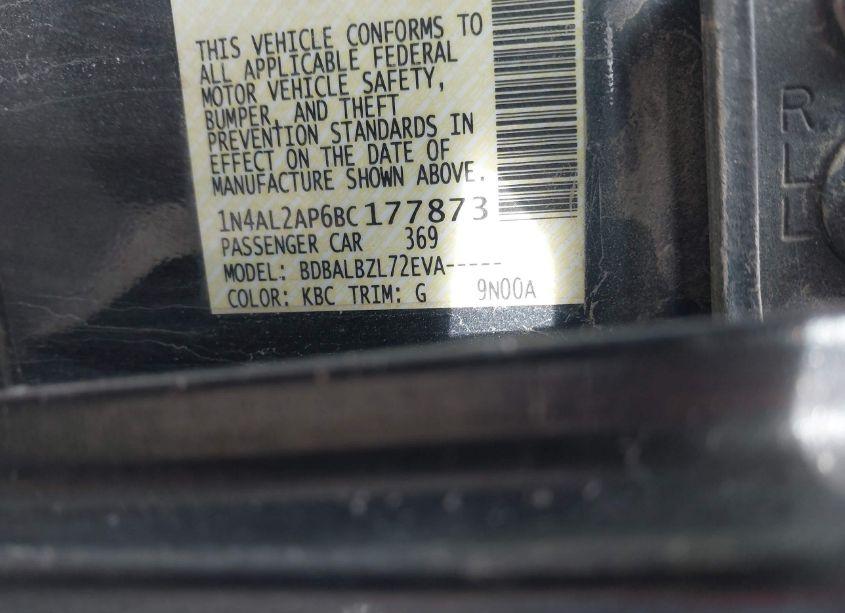 THIS VEHICLE CONFORMS TO
ALL APPLICABLE FEDERAL
MOTOR VEHICLE SAFETY,
BUMPER, AND THEFT
PREVENTION STANDARDS IN
EFFECT ON THE DATE OF
MANUFACTURE SHOWN ABOVE.
1N4AL2AP6BC177873
PASSENGER CAR 369
MODEL: BDBALBZL72EVA-----
COLOR: KBC TRIM: G 9N00A
R
L
L